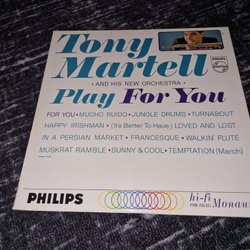 Tony
Martell
•AND HIS NEW ORCHESTRA•
Play For You
FOR YOU•MUCHO RUIDO•JUNGLE DRUMS•TURNABOUT
HAPPY IRISHMAN•(It's Better To Have) LOVED AND LOST
IN A PERSIAN MARKET•FRANCESQUE•WALKIN' FLUTE
MUSKRAT RAMBLE•SUNNY & COOL•TEMPTATION (March)
PHILIPS
hi-fi
Monaural